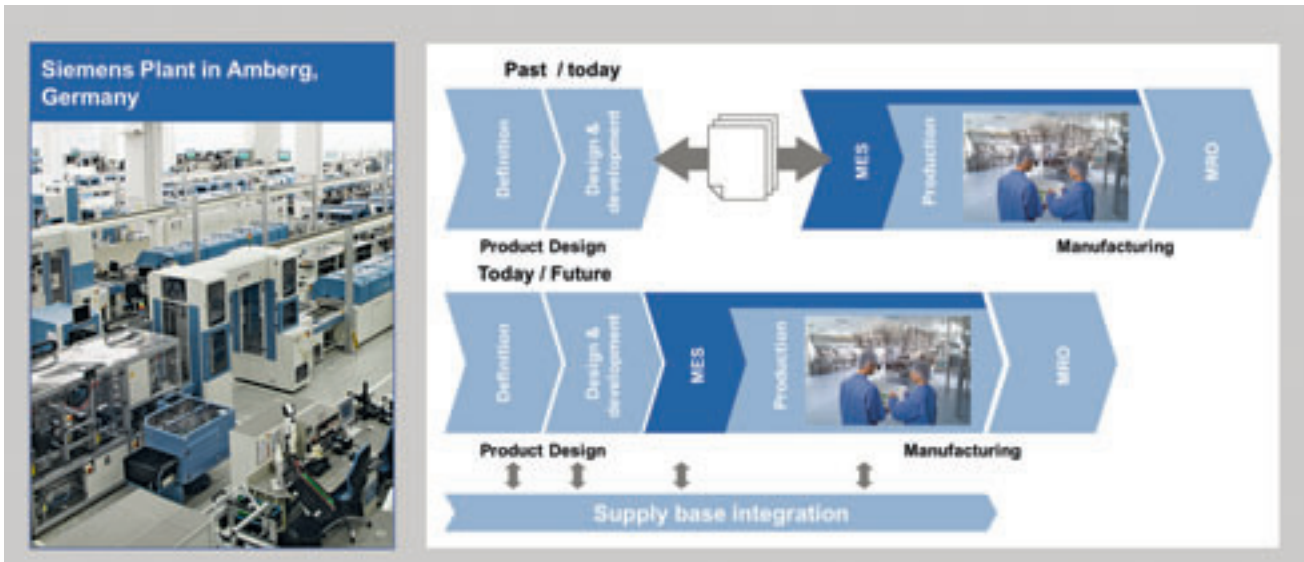 Siemens Plant in Amberg,
Germany
Past / today
Definition
Design &
development
MES
Production
MRO
Product Design
Manufacturing
Today / Future
Definition
Design &
development
MES
Production
MRO
Product Design
Manufacturing
Supply base integration